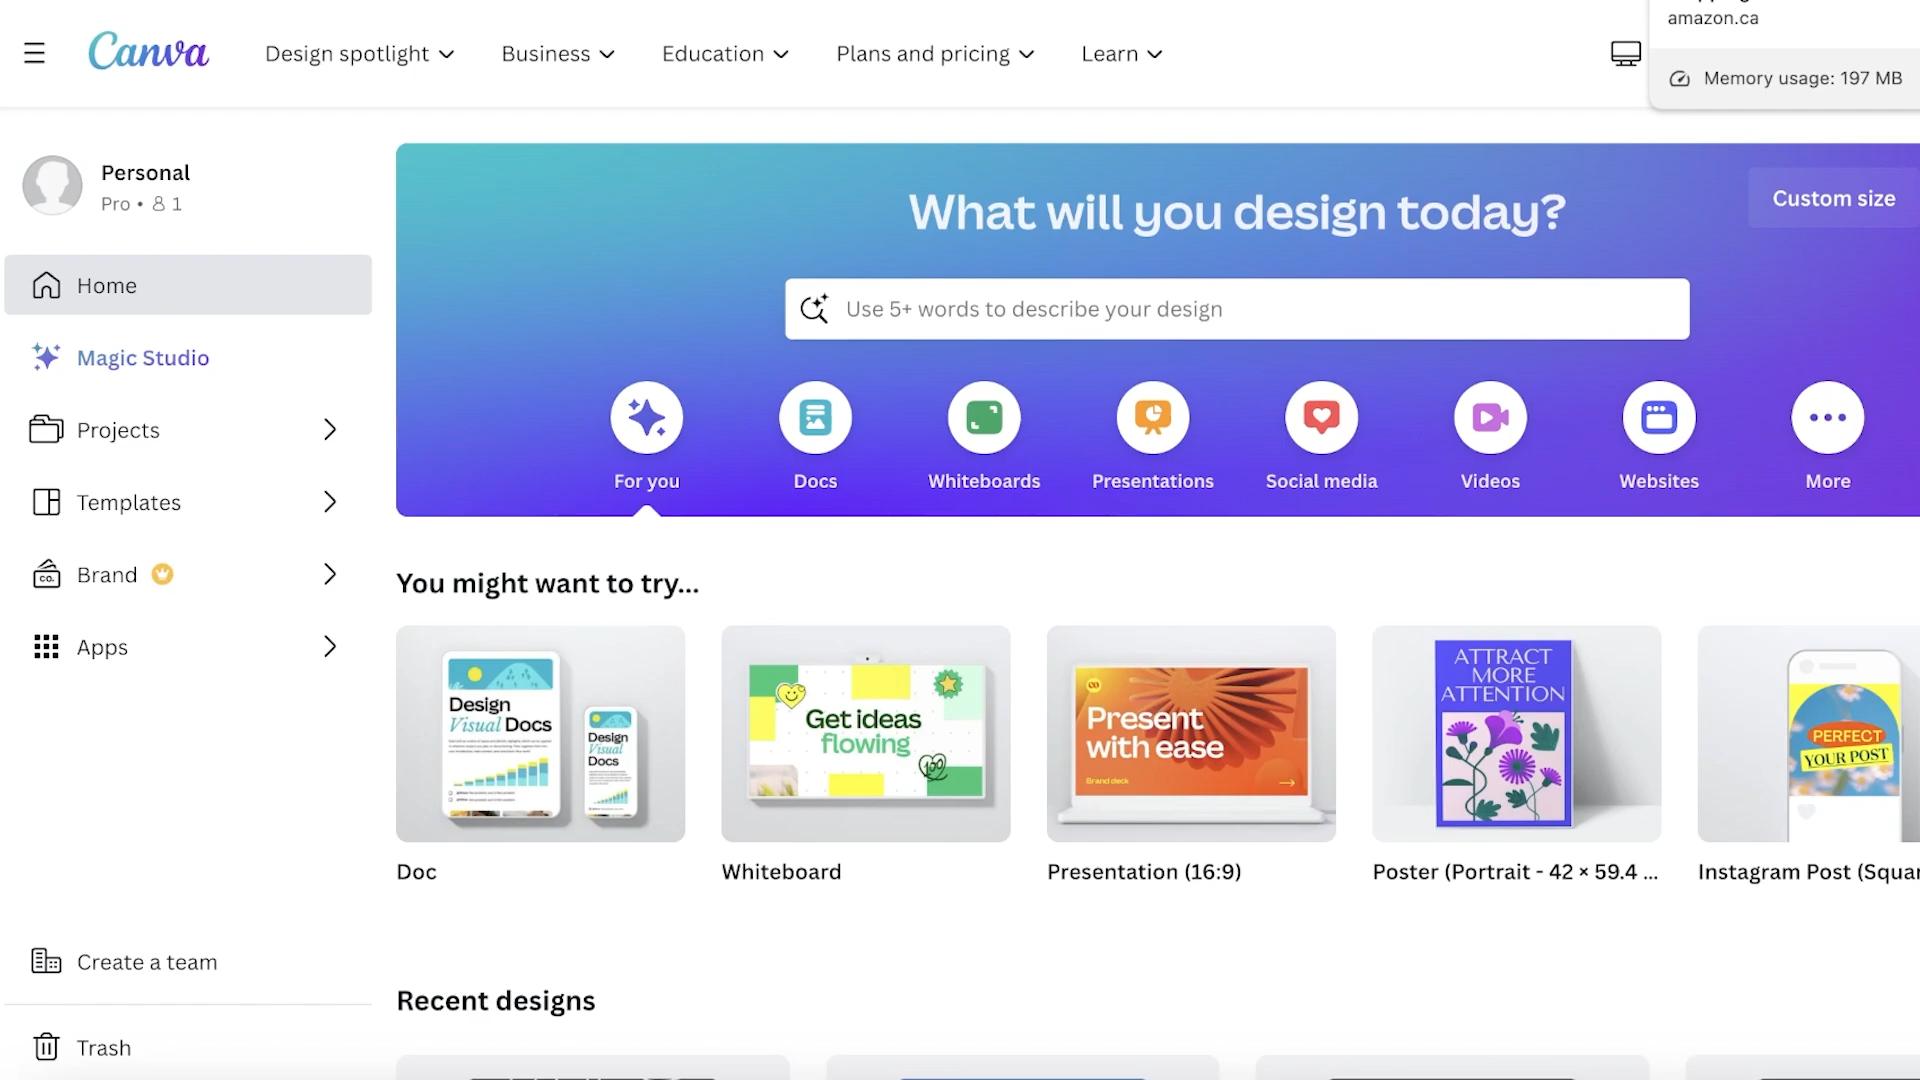 amazon.ca
Memory usage: 197 MB
Canva
Design spotlight
Business
Education
Plans and pricing
Learn
Personal
Pro • 1
Home
Magic Studio
Projects
Templates
Brand
Apps
Create a team
Trash
What will you design today?
Custom size
Use 5+ words to describe your design
For you
Docs
Whiteboards
Presentations
Social media
Videos
Websites
More
You might want to try...
Design
Visual Docs
Design
Visual
Docs
Get ideas
flowing
100
Present
with ease
Brand deck
ATTRACT
MORE
ATTENTION
PERFECT
YOUR POST
Doc
Whiteboard
Presentation (16:9)
Poster (Portrait - 42 × 59.4 ...
Instagram Post (Squar
Recent designs